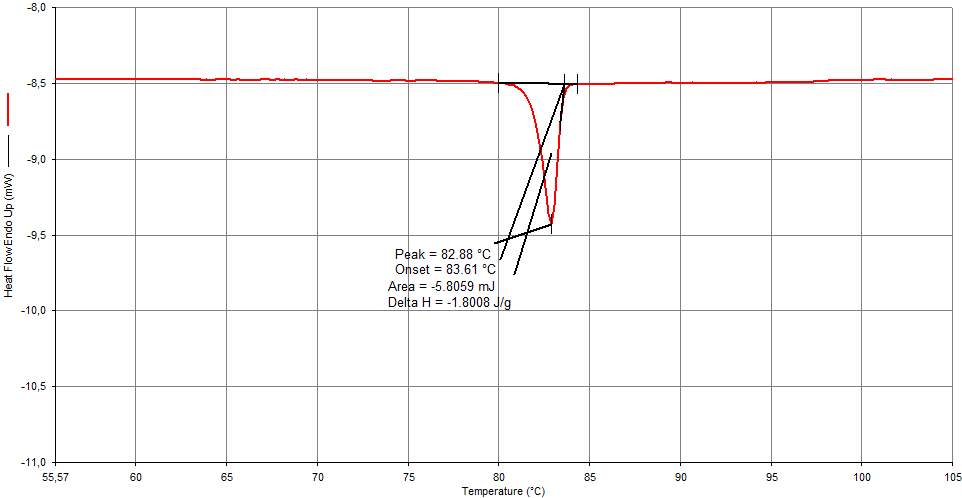 -8,0
-8,5
-9,0
-9,5
-10,0
-10,5
-11,0
Heat Flow Endo Up (mW)
Peak = 82.88 °C
Onset = 83.61 °C
Area = -5.8059 mJ
Delta H = -1.8008 J/g
55,57 60 65 70 75 80 85 90 95 100 105
Temperature (°C)